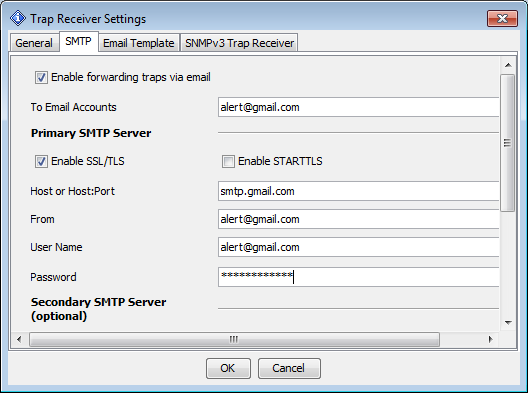 Trap Receiver Settings
General SMTP Email Template SNMPv3 Trap Receiver
Enable forwarding traps via email
To Email Accounts alert@gmail.com
Primary SMTP Server
Enable SSL/TLS Enable STARTTLS
Host or Host:Port smtp.gmail.com
From alert@gmail.com
User Name alert@gmail.com
Password ************
Secondary SMTP Server
(optional)
OK Cancel